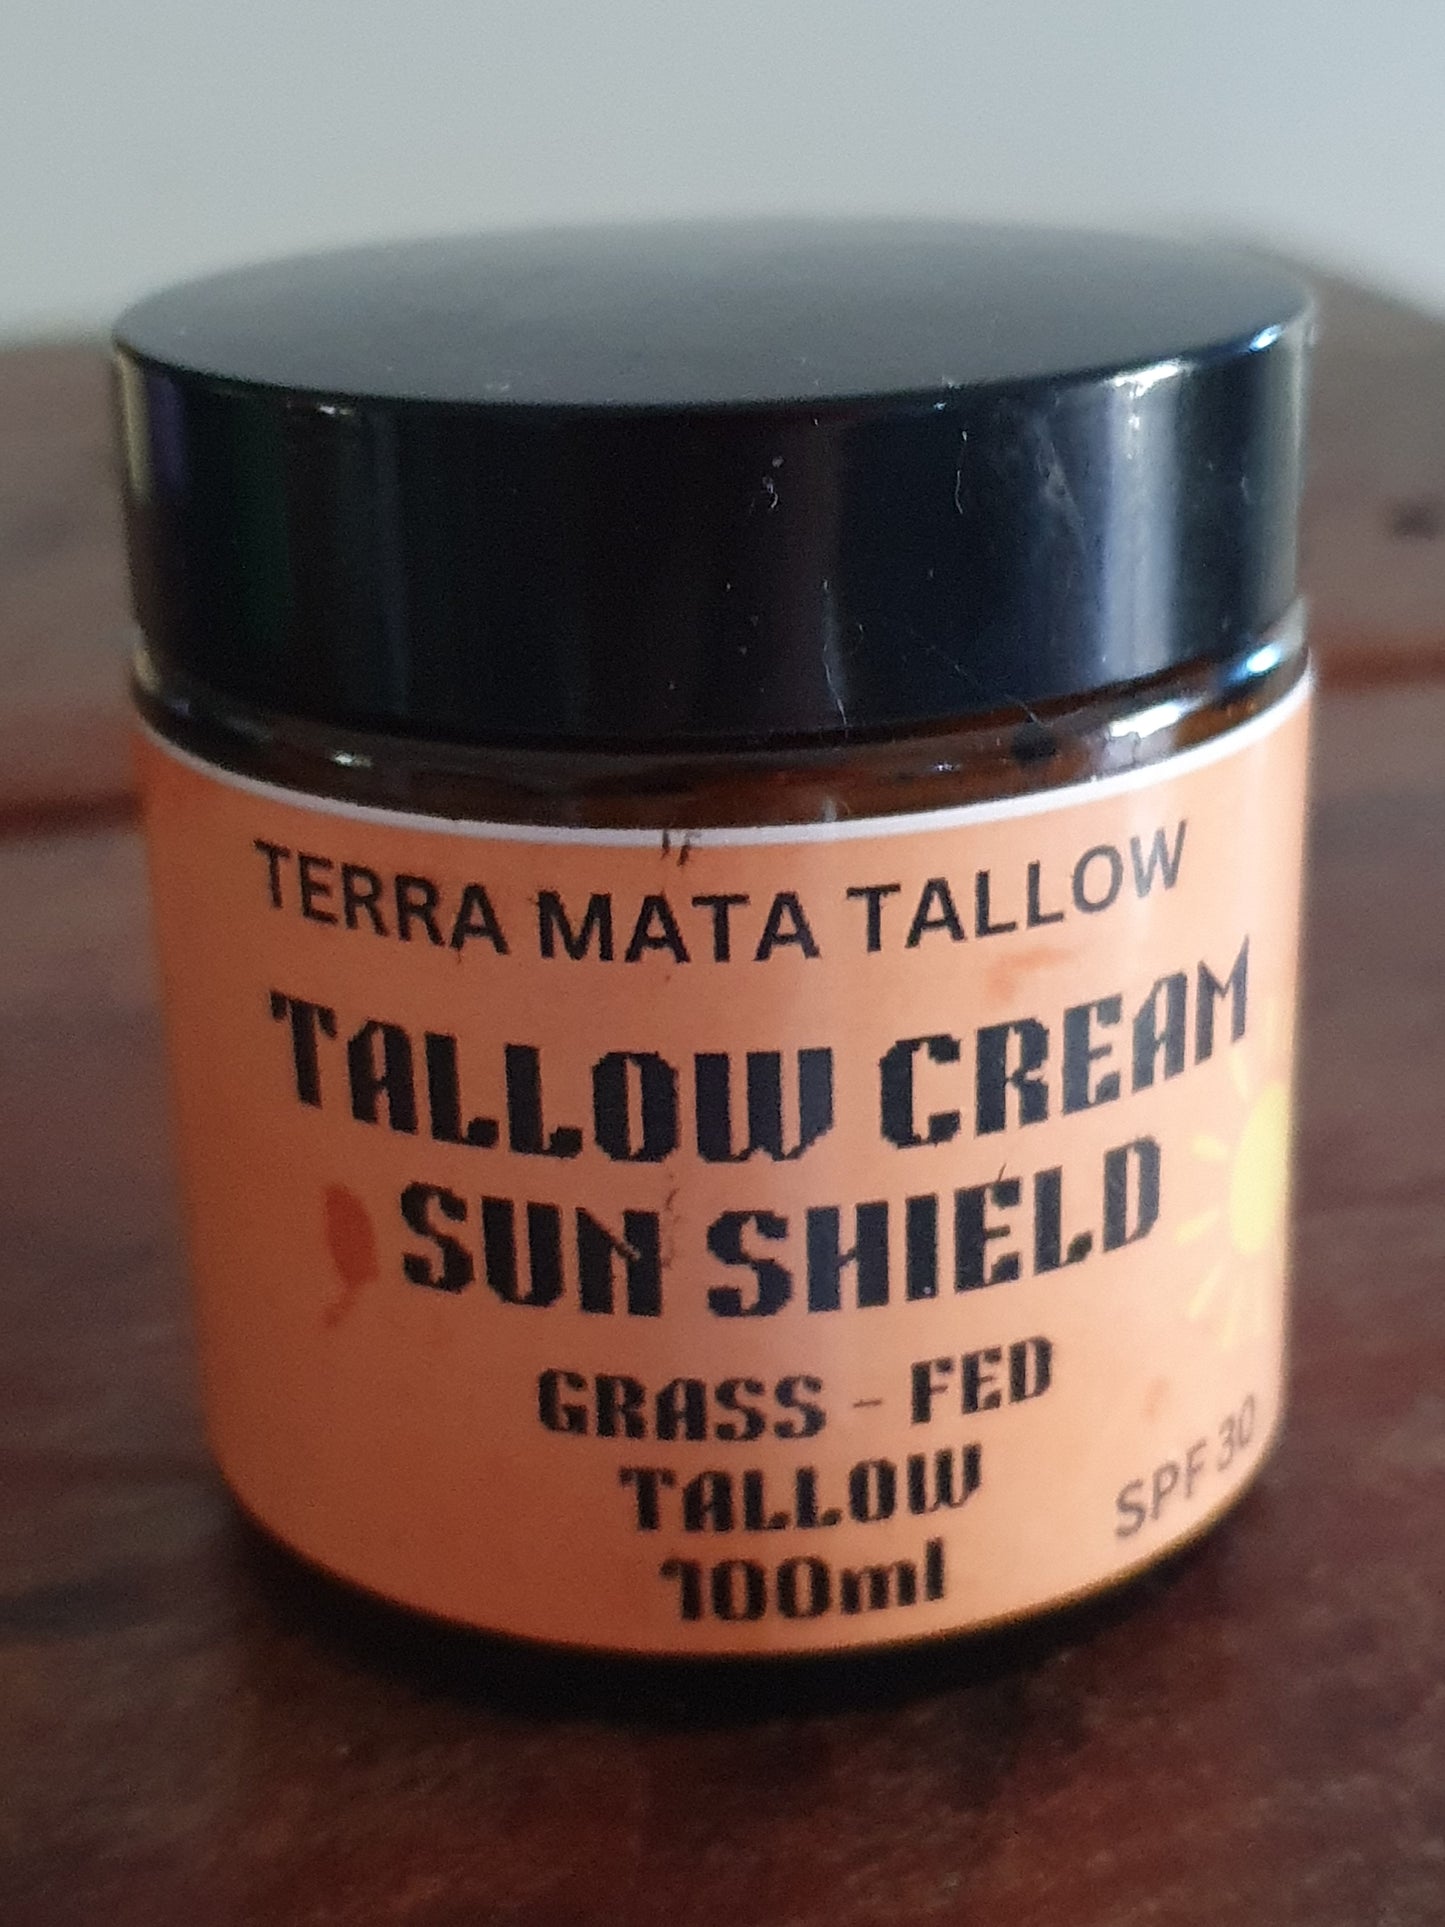 TERRA MATA TALLOW
TALLOW CREAM
SUN SHIELD
GRASS - FED
TALLOW
100ml
SPF 30